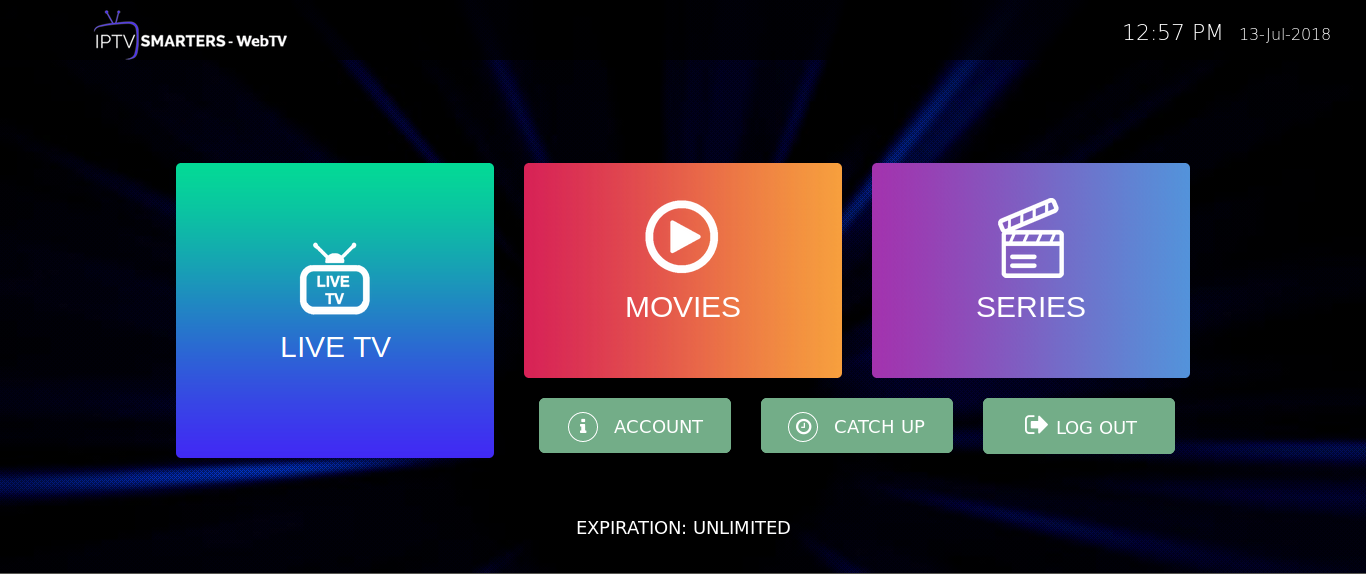 IPTV SMARTERS - WebTV
12:57 PM 13-Jul-2018
LIVE
TV
LIVE TV
MOVIES
SERIES
ACCOUNT
CATCH UP
LOG OUT
EXPIRATION: UNLIMITED